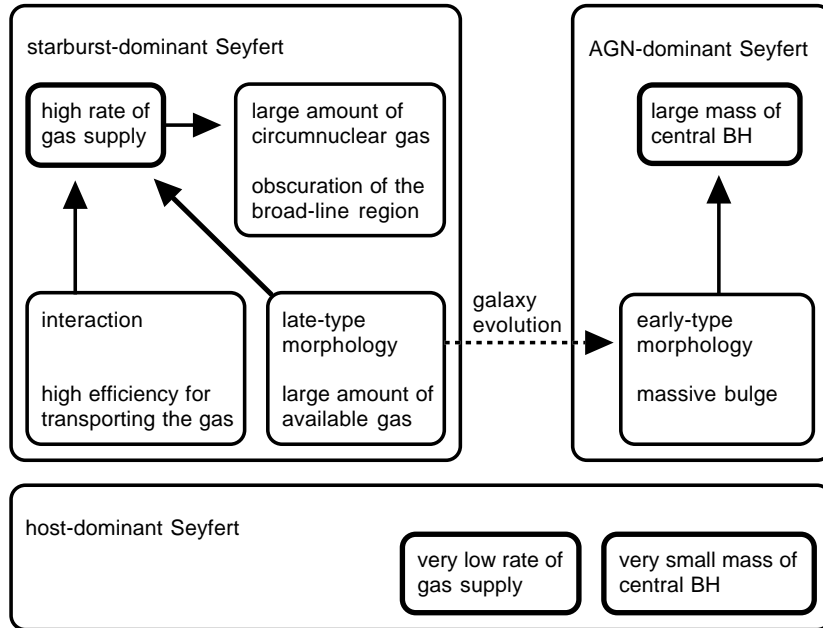 starburst-dominant Seyfert
high rate of
gas supply
large amount of
circumnuclear gas
obscuration of the
broad-line region
interaction
high efficiency for
transporting the gas
late-type
morphology
large amount of
available gas
galaxy
evolution
AGN-dominant Seyfert
large mass of
central BH
early-type
morphology
massive bulge
host-dominant Seyfert
very low rate of
gas supply
very small mass of
central BH